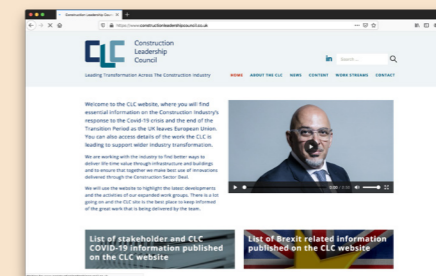 Construction Leadership Coun
https://www.constructionleadershipcouncil.co.uk
CLC
Construction
Leadership
Council
in
Search ...
Leading Transformation Across The Construction Industry
HOME ABOUT THE CLC NEWS CONTENT WORK STREAMS CONTACT
Welcome to the CLC website, where you will find
essential information on the Construction Industry's
response to the Covid-19 crisis and the end of the
Transition Period as the UK leaves European Union.
You can also access details of the work the CLC is
leading to support wider industry transformation.
We are working with the industry to find better ways to
deliver life-time value through infrastructure and buildings
and to ensure that together we make best use of innovations
delivered through the Construction Sector Deal.
We will use the website to highlight the latest developments
and the activities of our expanded work groups. There is a lot
going on and the CLC site is the best place to keep informed
of the great work that is being delivered by the team.
List of stakeholder and CLC
COVID-19 information published
on the CLC website
List of Brexit related information
published on the CLC website